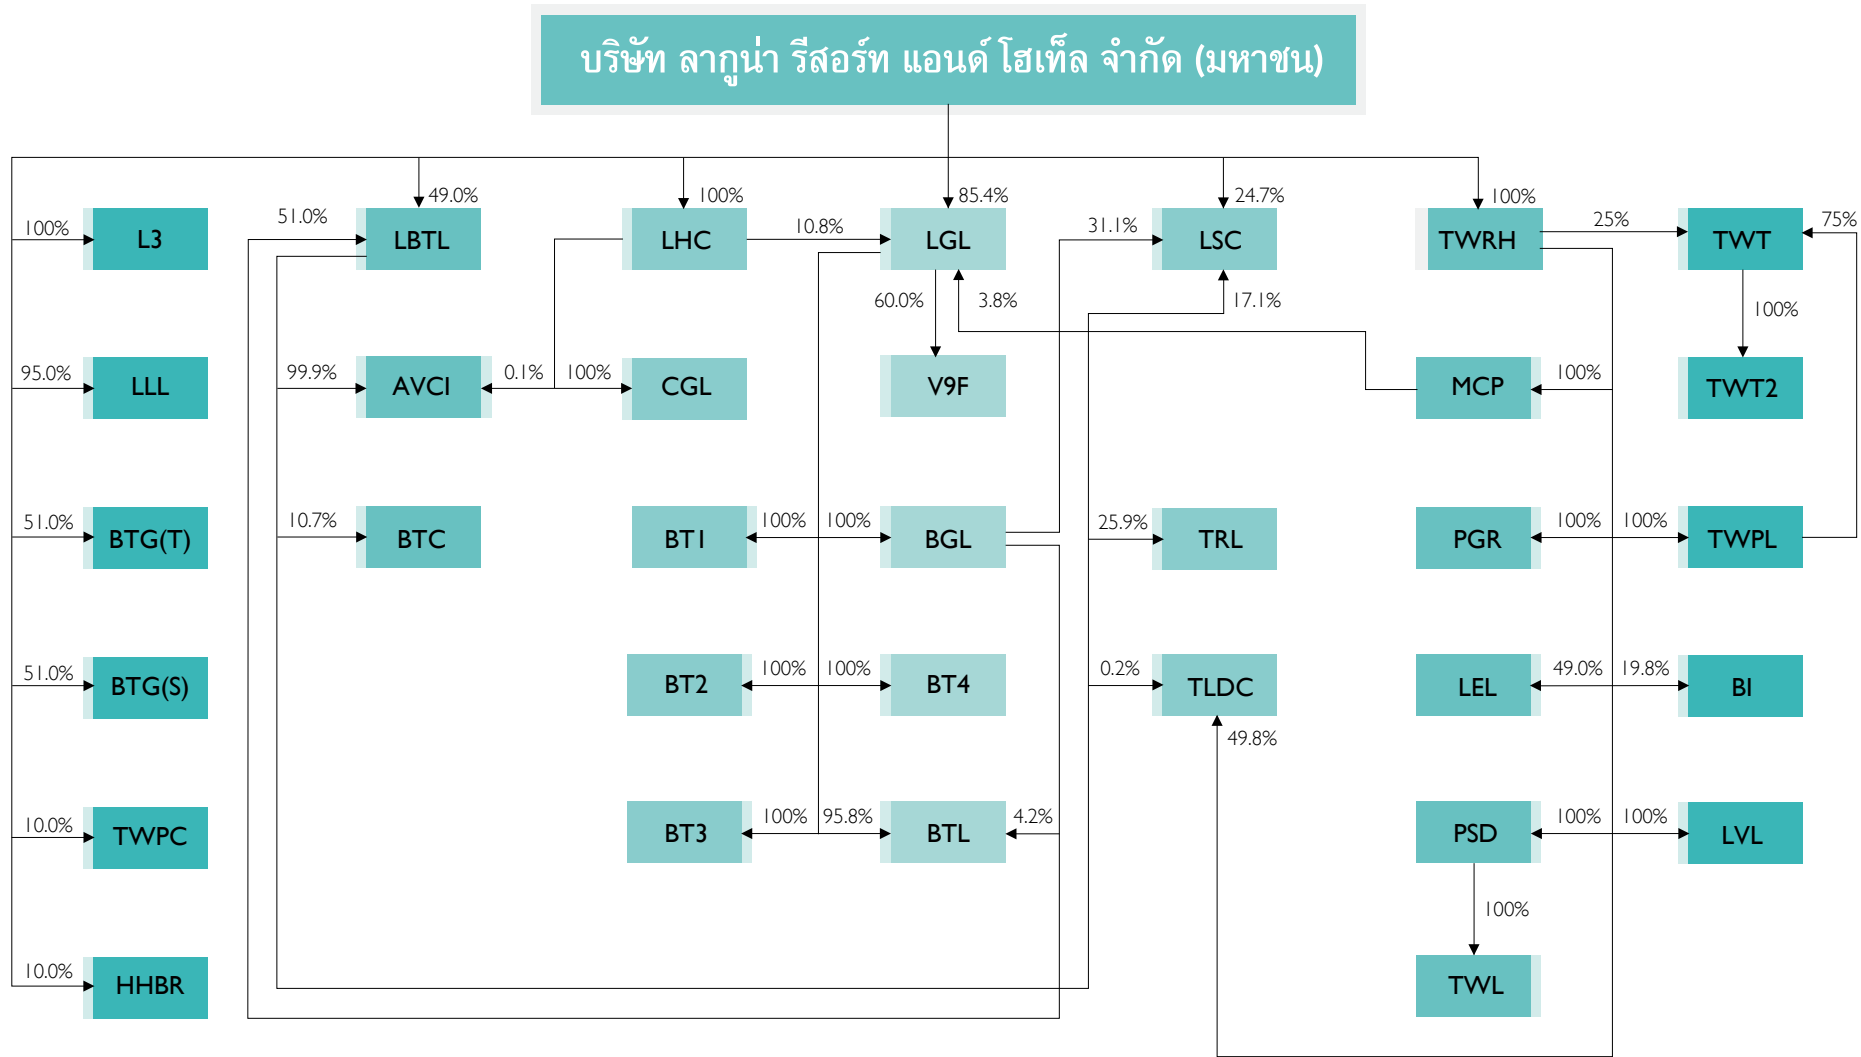 บริษัท ลากูน่า รีสอร์ท แอนด์ โฮเท็ล จำกัด (มหาชน)
49.0% 100% 85.4% 24.7% 100%
100% L3 51.0% LBTL LHC 10.8% LGL 31.1% LSC TWRH 25% TWT 75%
60.0% 3.8% 17.1% 100%
95.0% LLL 99.9% AVCI 0.1% 100% CGL V9F MCP 100% TWT2
51.0% BTG(T) 10.7% BTC BT1 100% 100% BGL 25.9% TRL PGR 100% 100% TWPL
51.0% BTG(S) BT2 100% 100% BT4 0.2% TLDC LEL 49.0% 19.8% BI
49.8%
10.0% TWPC BT3 100% 95.8% BTL 4.2% PSD 100% 100% LVL
100%
10.0% HHBR TWL